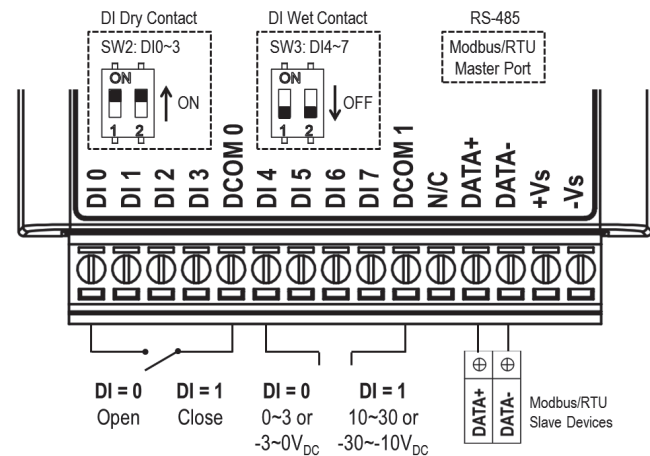 DI Dry Contact
SW2: DI0~3
ON
1 2
ON
DI Wet Contact
SW3: DI4~7
ON
1 2
OFF
RS-485
Modbus/RTU
Master Port
DI 0
DI 1
DI 2
DI 3
DCOM 0
DI 4
DI 5
DI 6
DI 7
DCOM 1
N/C
DATA+
DATA-
+Vs
-Vs
DI = 0
Open
DI = 1
Close
DI = 0
0~3 or
-3~0VDC
DI = 1
10~30 or
-30~-10VDC
DATA+
DATA-
Modbus/RTU
Slave Devices